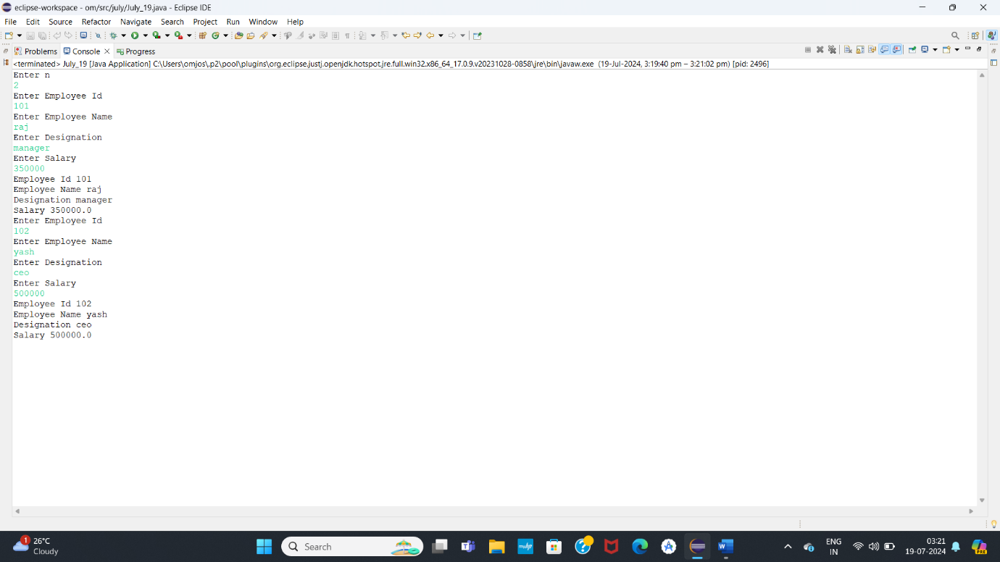 eclipse-workspace - om/src/july/July_19.java - Eclipse IDE
File Edit Source Refactor Navigate Search Project Run Window Help
Problems Console Progress
<terminated> July_19 [Java Application] C:\Users\omjos\.p2\pool\plugins\org.eclipse.justj.openjdk.hotspot.jre.full.win32.x86_64_17.0.9.v20231028-0858\jre\bin\javaw.exe (19-Jul-2024, 3:19:40 pm – 3:21:02 pm) [pid: 2496]
Enter n
2
Enter Employee Id
101
Enter Employee Name
raj
Enter Designation
manager
Enter Salary
350000
Employee Id 101
Employee Name raj
Designation manager
Salary 350000.0
Enter Employee Id
102
Enter Employee Name
yash
Enter Designation
ceo
Enter Salary
500000
Employee Id 102
Employee Name yash
Designation ceo
Salary 500000.0
1
26°C
Cloudy
Search
myhp
ENG
IN
03:21
19-07-2024
PRE